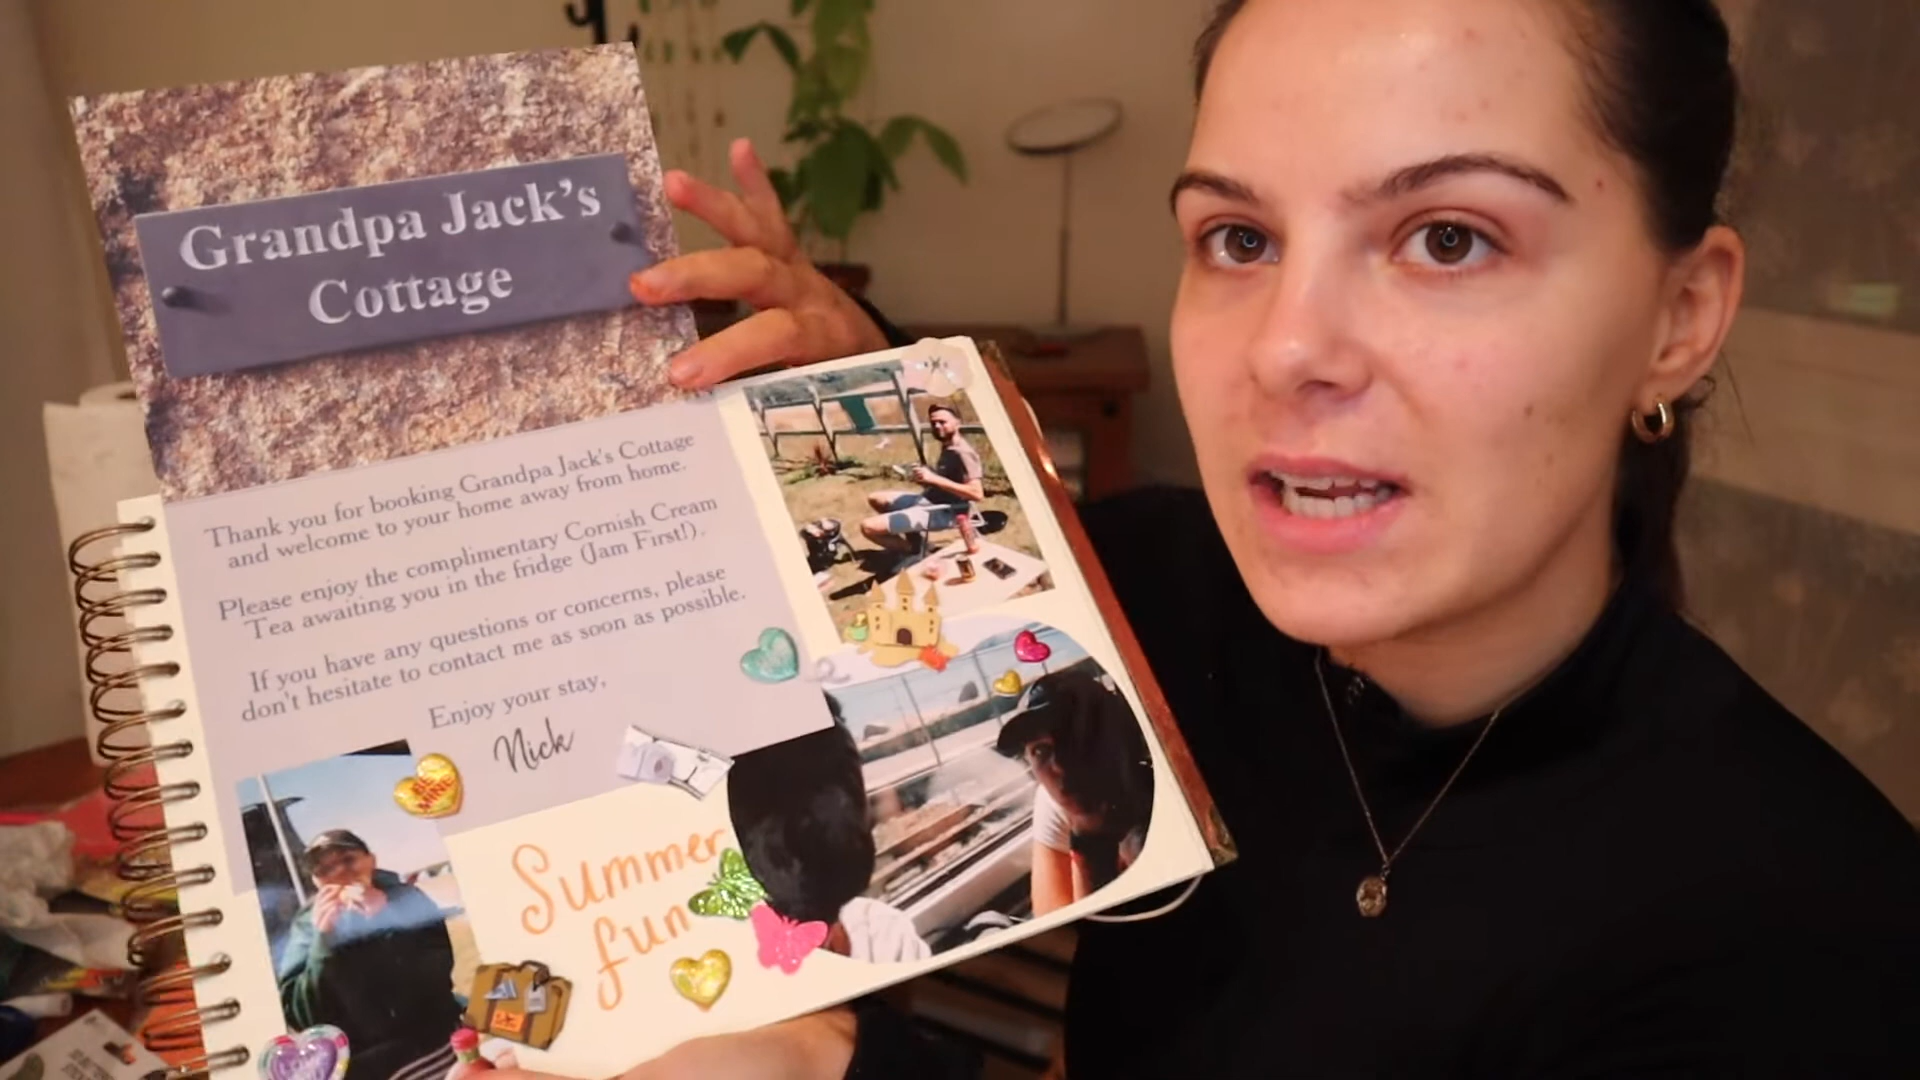 Grandpa Jack's
Cottage
Thank you for booking Grandpa Jack's Cottage
and welcome to your home away from home.
Please enjoy the complimentary Cornish Cream
Tea awaiting you in the fridge (Jam First!).
If you have any questions or concerns, please
don't hesitate to contact me as soon as possible.
Enjoy your stay,
Nick
BE
MINE
Summer
fun